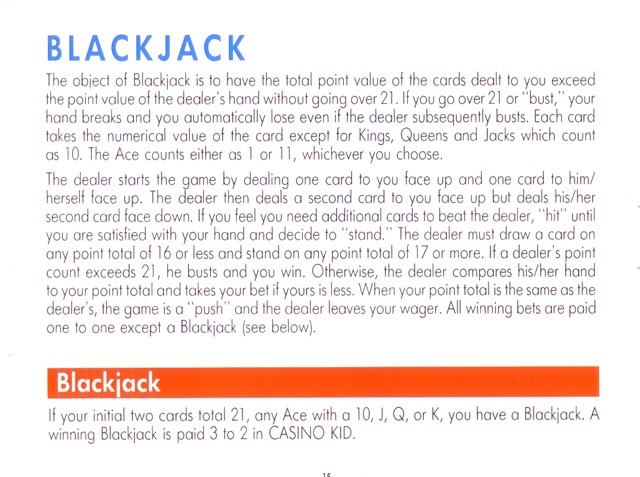 BLACKJACK
The object of Blackjack is to have the total point value of the cards dealt to you exceed
the point value of the dealer's hand without going over 21. If you go over 21 or "bust," your
hand breaks and you automatically lose even if the dealer subsequently busts. Each card
takes the numerical value of the card except for Kings, Queens and Jacks which count
as 10. The Ace counts either as 1 or 11, whichever you choose.
The dealer starts the game by dealing one card to you face up and one card to him/
herself face up. The dealer then deals a second card to you face up but deals his/her
second card face down. If you feel you need additional cards to beat the dealer, "hit" until
you are satisfied with your hand and decide to "stand." The dealer must draw a card on
any point total of 16 or less and stand on any point total of 17 or more. If a dealer's point
count exceeds 21, he busts and you win. Otherwise, the dealer compares his/her hand
to your point total and takes your bet if yours is less. When your point total is the same as the
dealer's, the game is a "push" and the dealer leaves your wager. All winning bets are paid
one to one except a Blackjack (see below).
Blackjack
If your initial two cards total 21, any Ace with a 10, J, Q, or K, you have a Blackjack. A
winning Blackjack is paid 3 to 2 in CASINO KID.
15